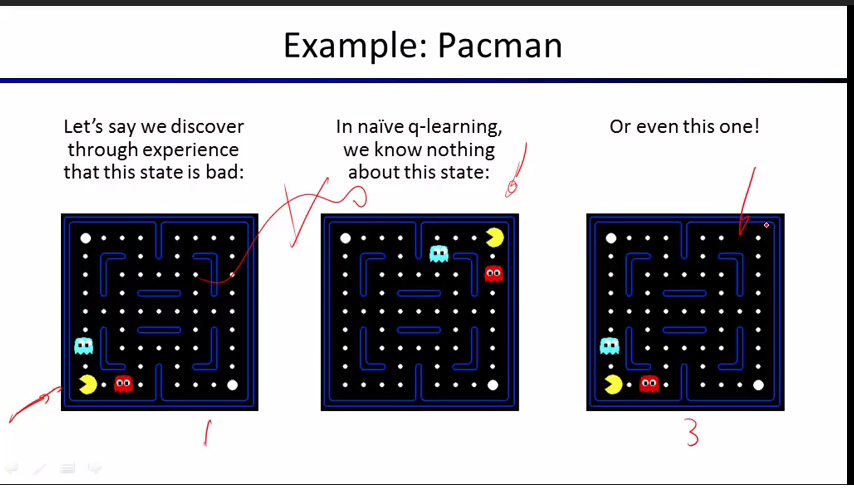 Example: Pacman
Let's say we discover
through experience
that this state is bad:
In naïve q-learning,
we know nothing
about this state:
Or even this one!
1
3